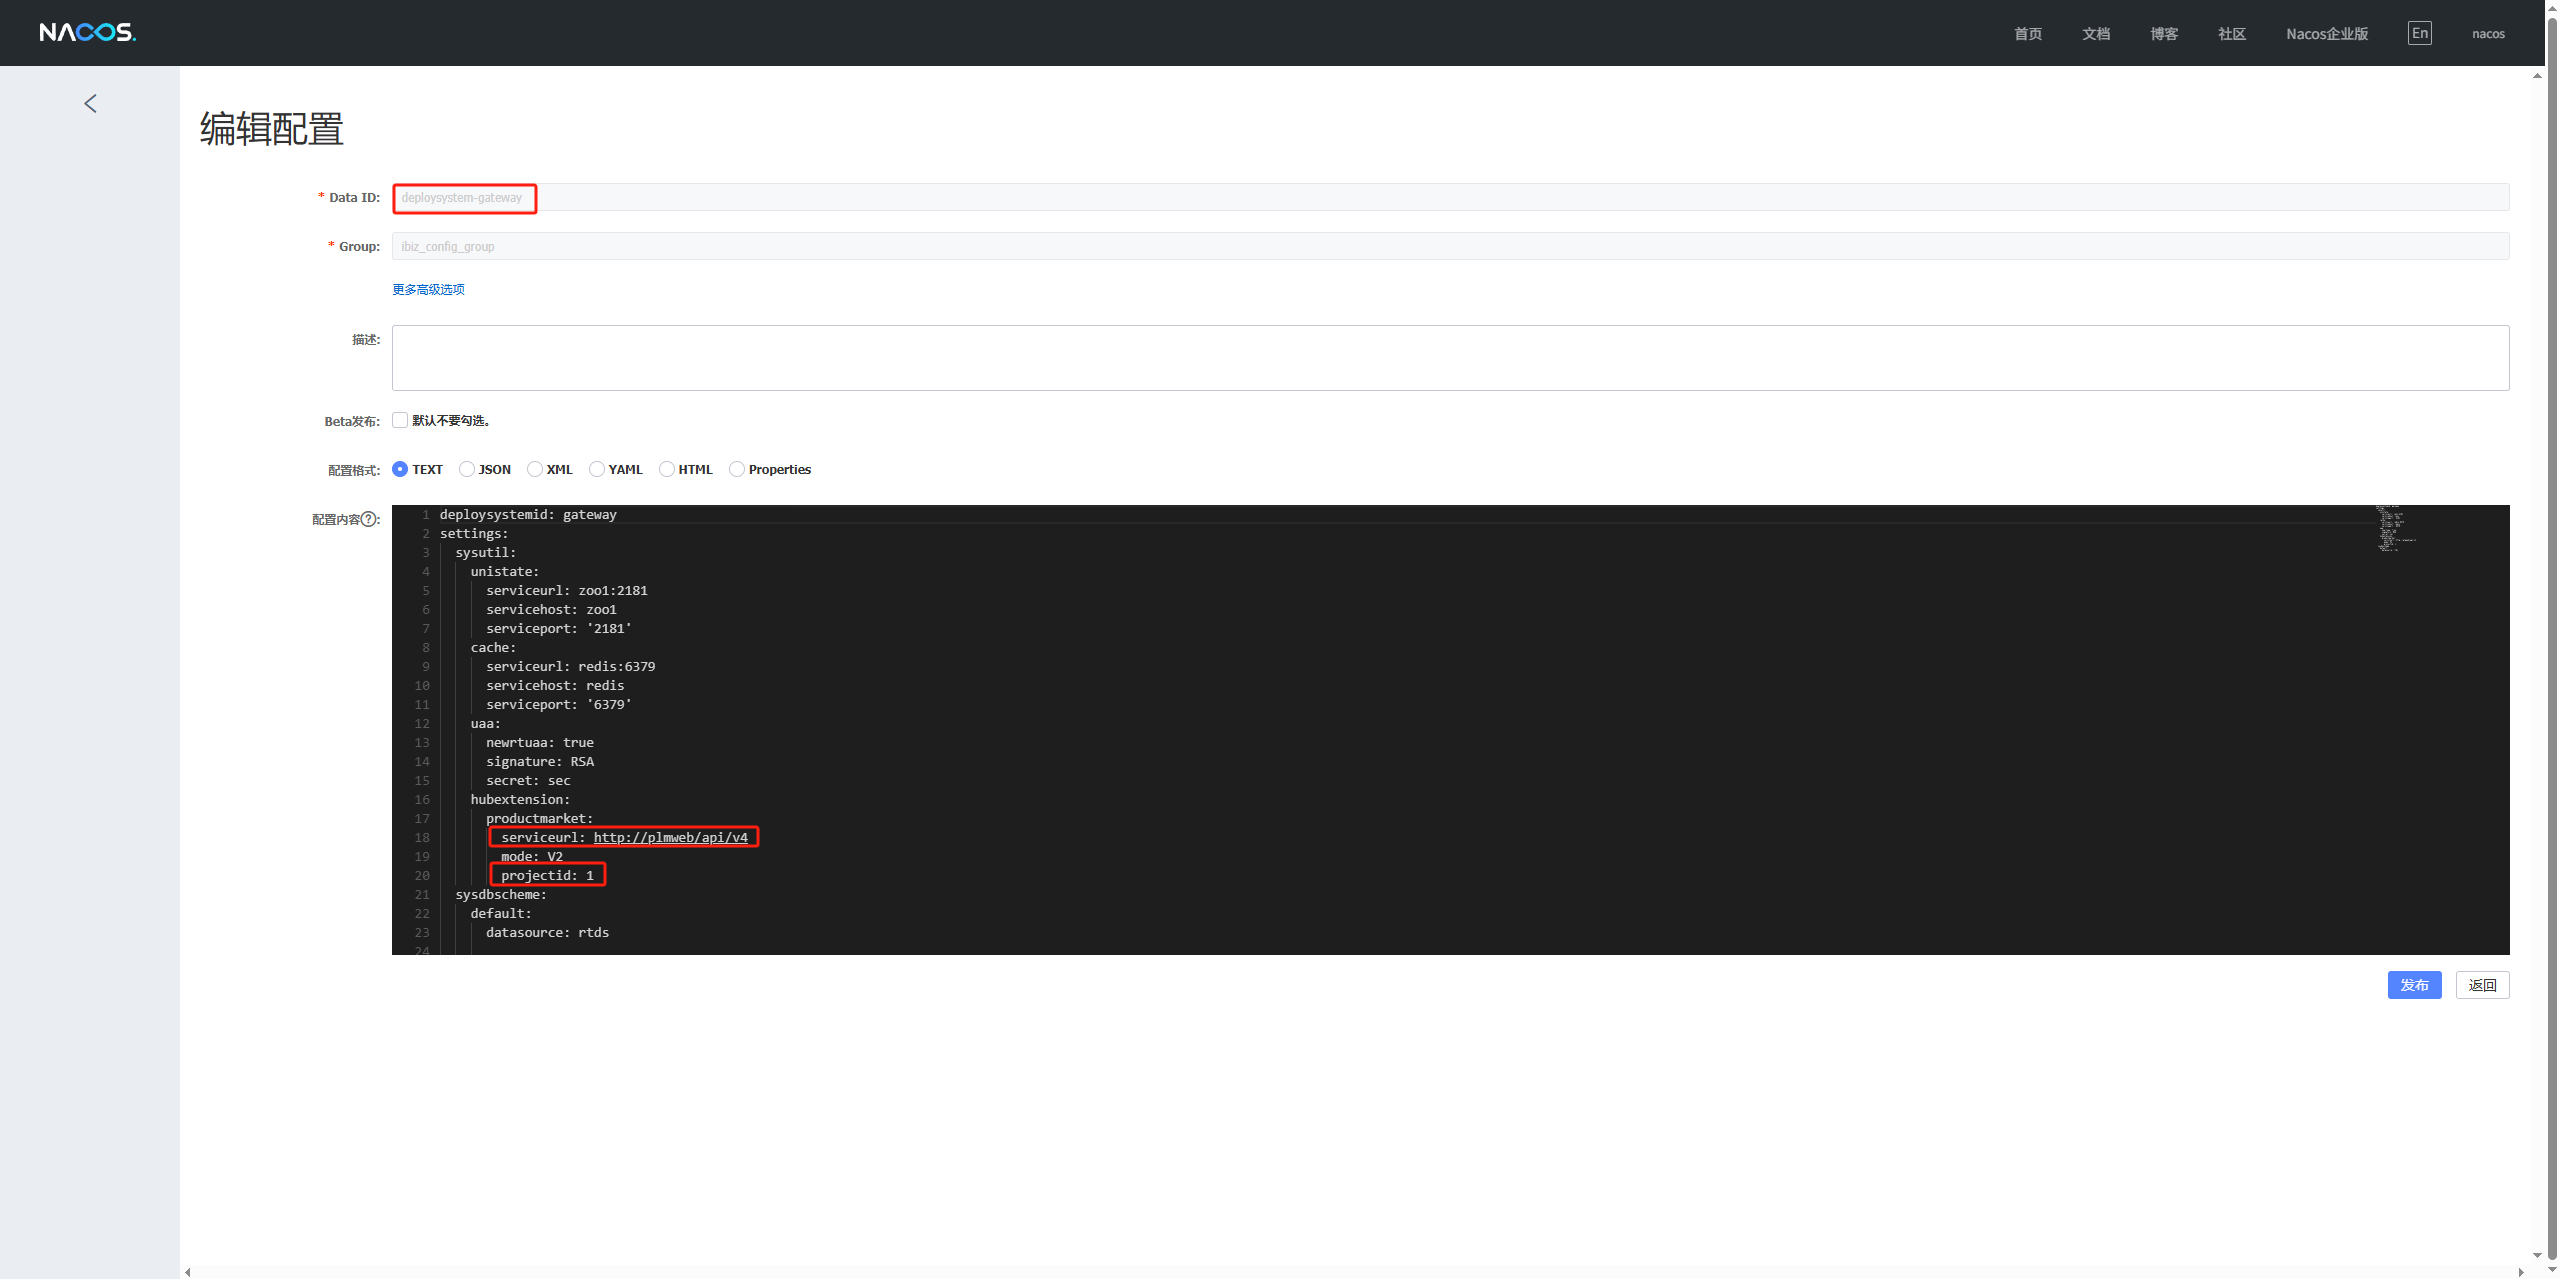 NACOS.
首页 文档 博客 社区 Nacos企业版 En nacos
编辑配置
* Data ID: deploysystem-gateway
* Group: ibiz_config_group
更多高级选项
描述:
Beta发布: 默认不要勾选。
配置格式: TEXT JSON XML YAML HTML Properties
配置内容?:
1 deploysystemid: gateway
2 settings:
3 sysutil:
4 unistate:
5 serviceurl: zoo1:2181
6 servicehost: zoo1
7 serviceport: '2181'
8 cache:
9 serviceurl: redis:6379
10 servicehost: redis
11 serviceport: '6379'
12 uaa:
13 newrtuaa: true
14 signature: RSA
15 secret: sec
16 hubextension:
17 productmarket:
18 serviceurl: http://plmweb/api/v4
19 mode: V2
20 projectid: 1
21 sysdbscheme:
22 default:
23 datasource: rtds
24
发布 返回